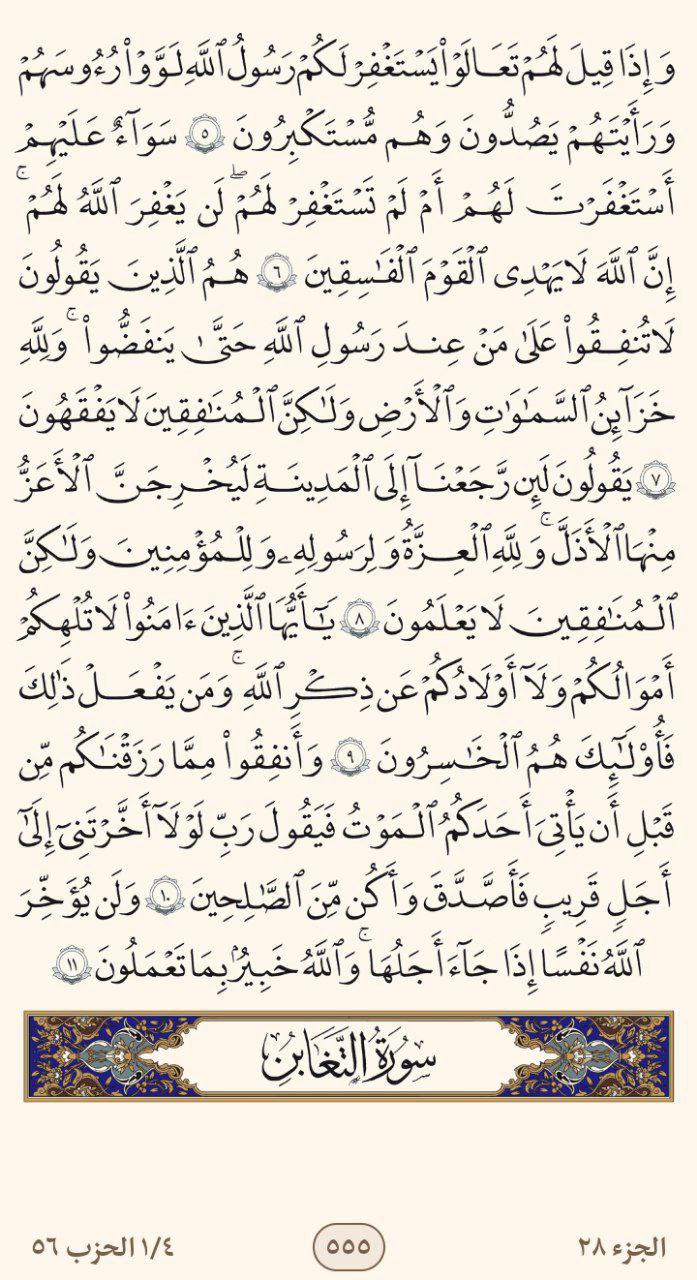 وَإِذَا قِيلَ لَهُمْ تَعَالَوْا۟ يَسْتَغْفِرْ لَكُمْ رَسُولُ ٱللَّهِ لَوَّوْا۟ رُءُوسَهُمْ
وَرَأَيْتَهُمْ يَصُدُّونَ وَهُم مُّسْتَكْبِرُونَ ٥ سَوَآءٌ عَلَيْهِمْ
أَسْتَغْفَرْتَ لَهُمْ أَمْ لَمْ تَسْتَغْفِرْ لَهُمْ ۖ لَن يَغْفِرَ ٱللَّهُ لَهُمْ ۚ
إِنَّ ٱللَّهَ لَا يَهْدِى ٱلْقَوْمَ ٱلْفَـٰسِقِينَ ٦ هُمُ ٱلَّذِينَ يَقُولُونَ
لَا تُنفِقُوا۟ عَلَىٰ مَنْ عِندَ رَسُولِ ٱللَّهِ حَتَّىٰ يَنفَضُّوا۟ ۚ وَلِلَّهِ
خَزَآئِنُ ٱلسَّمَـٰوَٰتِ وَٱلْأَرْضِ وَلَـٰكِنَّ ٱلْمُنَـٰفِقِينَ لَا يَفْقَهُونَ
٧ يَقُولُونَ لَئِن رَّجَعْنَآ إِلَى ٱلْمَدِينَةِ لَيُخْرِجَنَّ ٱلْأَعَزُّ
مِنْهَا ٱلْأَذَلَّ ۚ وَلِلَّهِ ٱلْعِزَّةُ وَلِرَسُولِهِۦ وَلِلْمُؤْمِنِينَ وَلَـٰكِنَّ
ٱلْمُنَـٰفِقِينَ لَا يَعْلَمُونَ ٨ يَـٰٓأَيُّهَا ٱلَّذِينَ ءَامَنُوا۟ لَا تُلْهِكُمْ
أَمْوَٰلُكُمْ وَلَآ أَوْلَـٰدُكُمْ عَن ذِكْرِ ٱللَّهِ ۚ وَمَن يَفْعَلْ ذَٰلِكَ
فَأُو۟لَـٰٓئِكَ هُمُ ٱلْخَـٰسِرُونَ ٩ وَأَنفِقُوا۟ مِمَّا رَزَقْنَـٰكُم مِّن
قَبْلِ أَن يَأْتِىَ أَحَدَكُمُ ٱلْمَوْتُ فَيَقُولَ رَبِّ لَوْلَآ أَخَّرْتَنِىٓ إِلَىٰٓ
أَجَلٍ قَرِيبٍ فَأَصَّدَّقَ وَأَكُن مِّنَ ٱلصَّـٰلِحِينَ ١٠ وَلَن يُؤَخِّرَ
ٱللَّهُ نَفْسًا إِذَا جَآءَ أَجَلُهَا ۚ وَٱللَّهُ خَبِيرٌۢ بِمَا تَعْمَلُونَ ١١
سُورَةُ التَّغَابُنِ
الجزء ٢٨
٥٥٥
١/٤ الحزب ٥٦